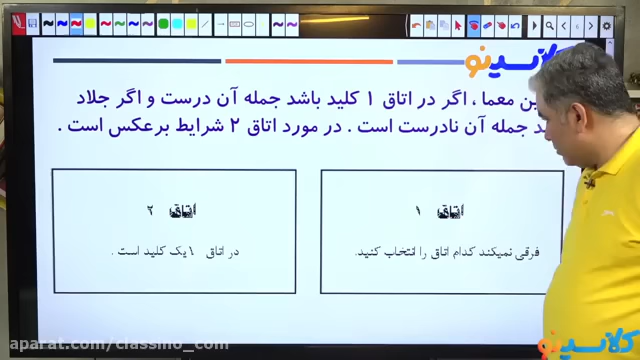 کلاسینو
ین معما ، اگر در اتاق ۱ کلید باشد جمله آن درست و اگر جلاد
د جمله آن نادرست است . در مورد اتاق ۲ شرایط برعکس است .
اتاق ۱
فرقی نمیکند کدام اتاق را انتخاب کنید.
اتاق ۲
در اتاق ۱ یک کلید است .
aparat.com/classino_com
کلاسینو